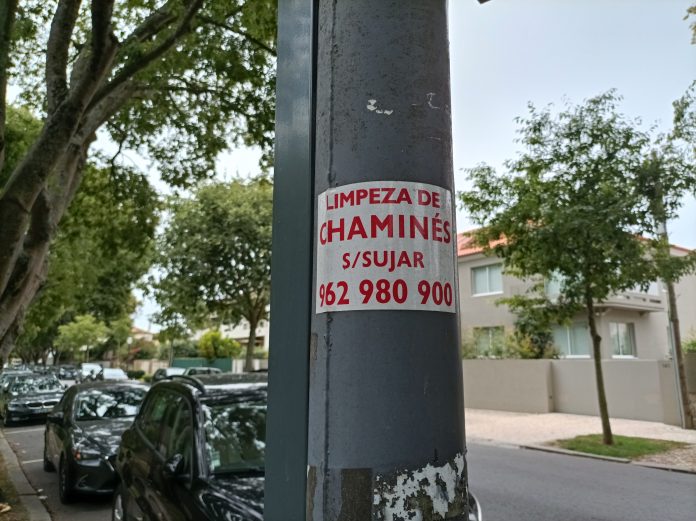 LIMPEZA DE
CHAMINÉS
S/SUJAR
962 980 900